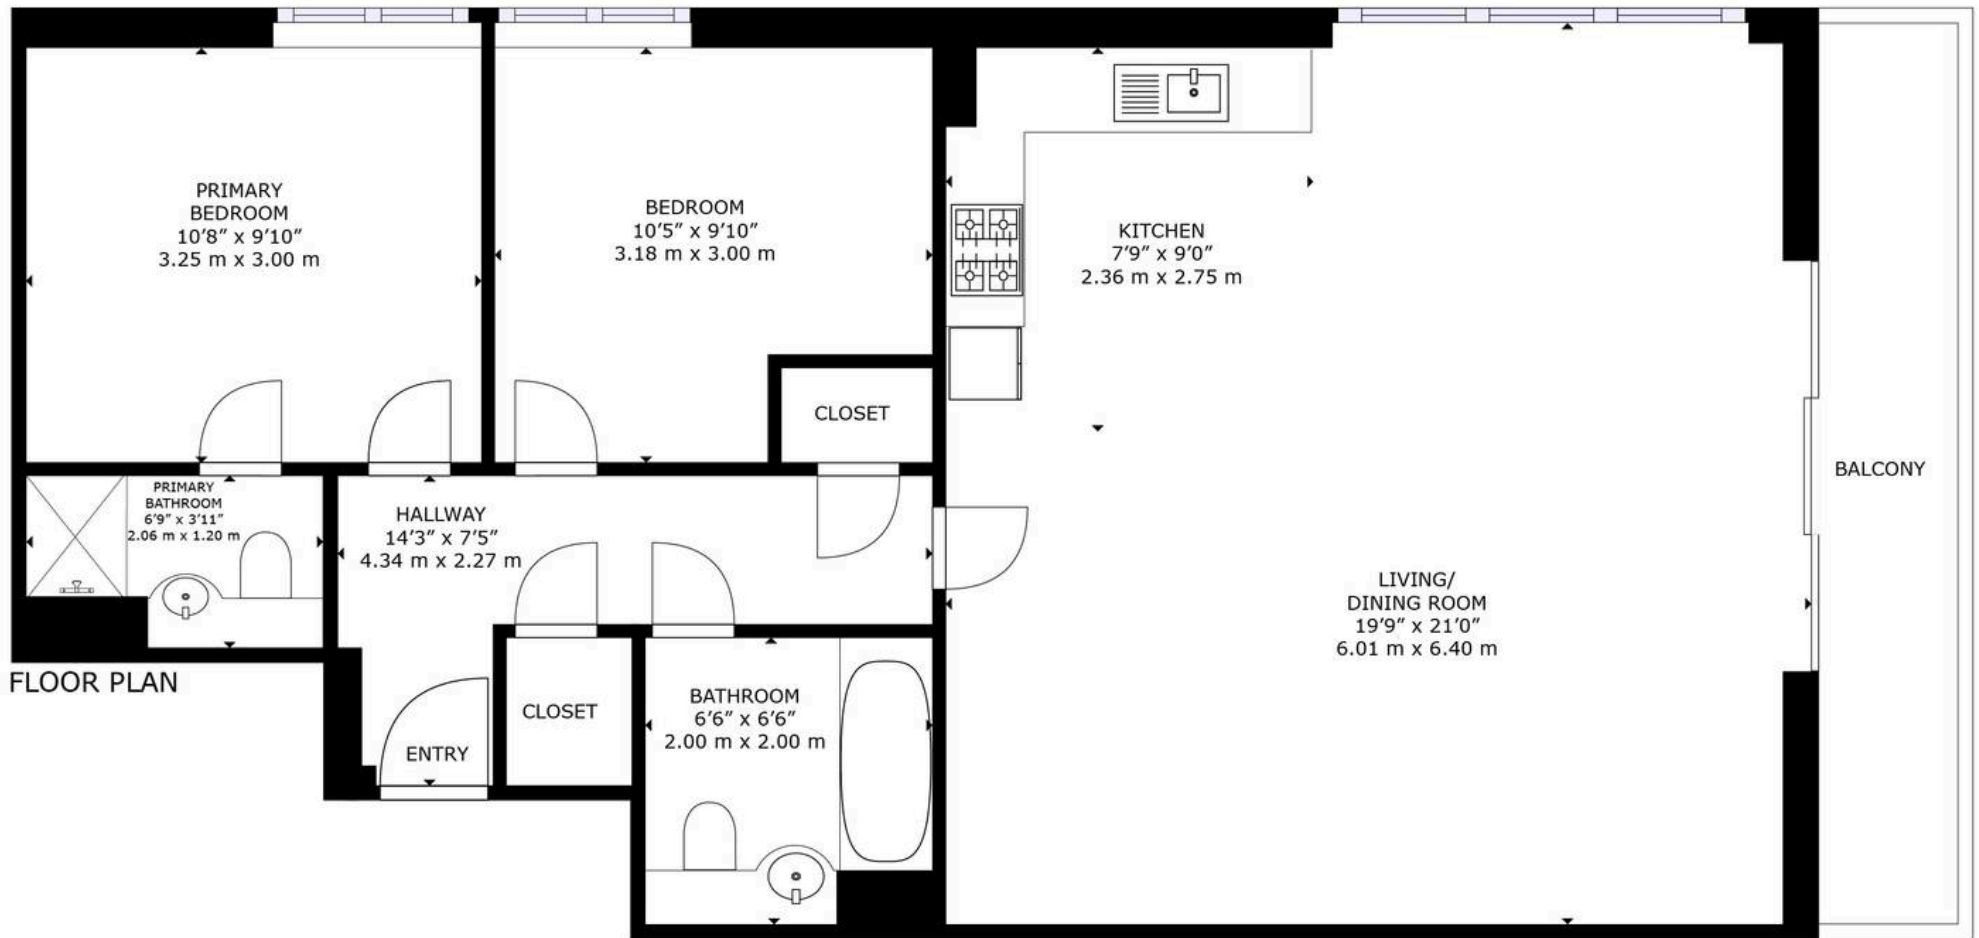 PRIMARY
BEDROOM
10’8” x 9’10”
3.25 m x 3.00 m
BEDROOM
10’5” x 9’10”
3.18 m x 3.00 m
KITCHEN
7’9” x 9’0”
2.36 m x 2.75 m
CLOSET
BALCONY
PRIMARY
BATHROOM
6’9” x 3’11”
2.06 m x 1.20 m
HALLWAY
14’3” x 7’5”
4.34 m x 2.27 m
LIVING/
DINING ROOM
19’9” x 21’0”
6.01 m x 6.40 m
FLOOR PLAN
ENTRY
CLOSET
BATHROOM
6’6” x 6’6”
2.00 m x 2.00 m